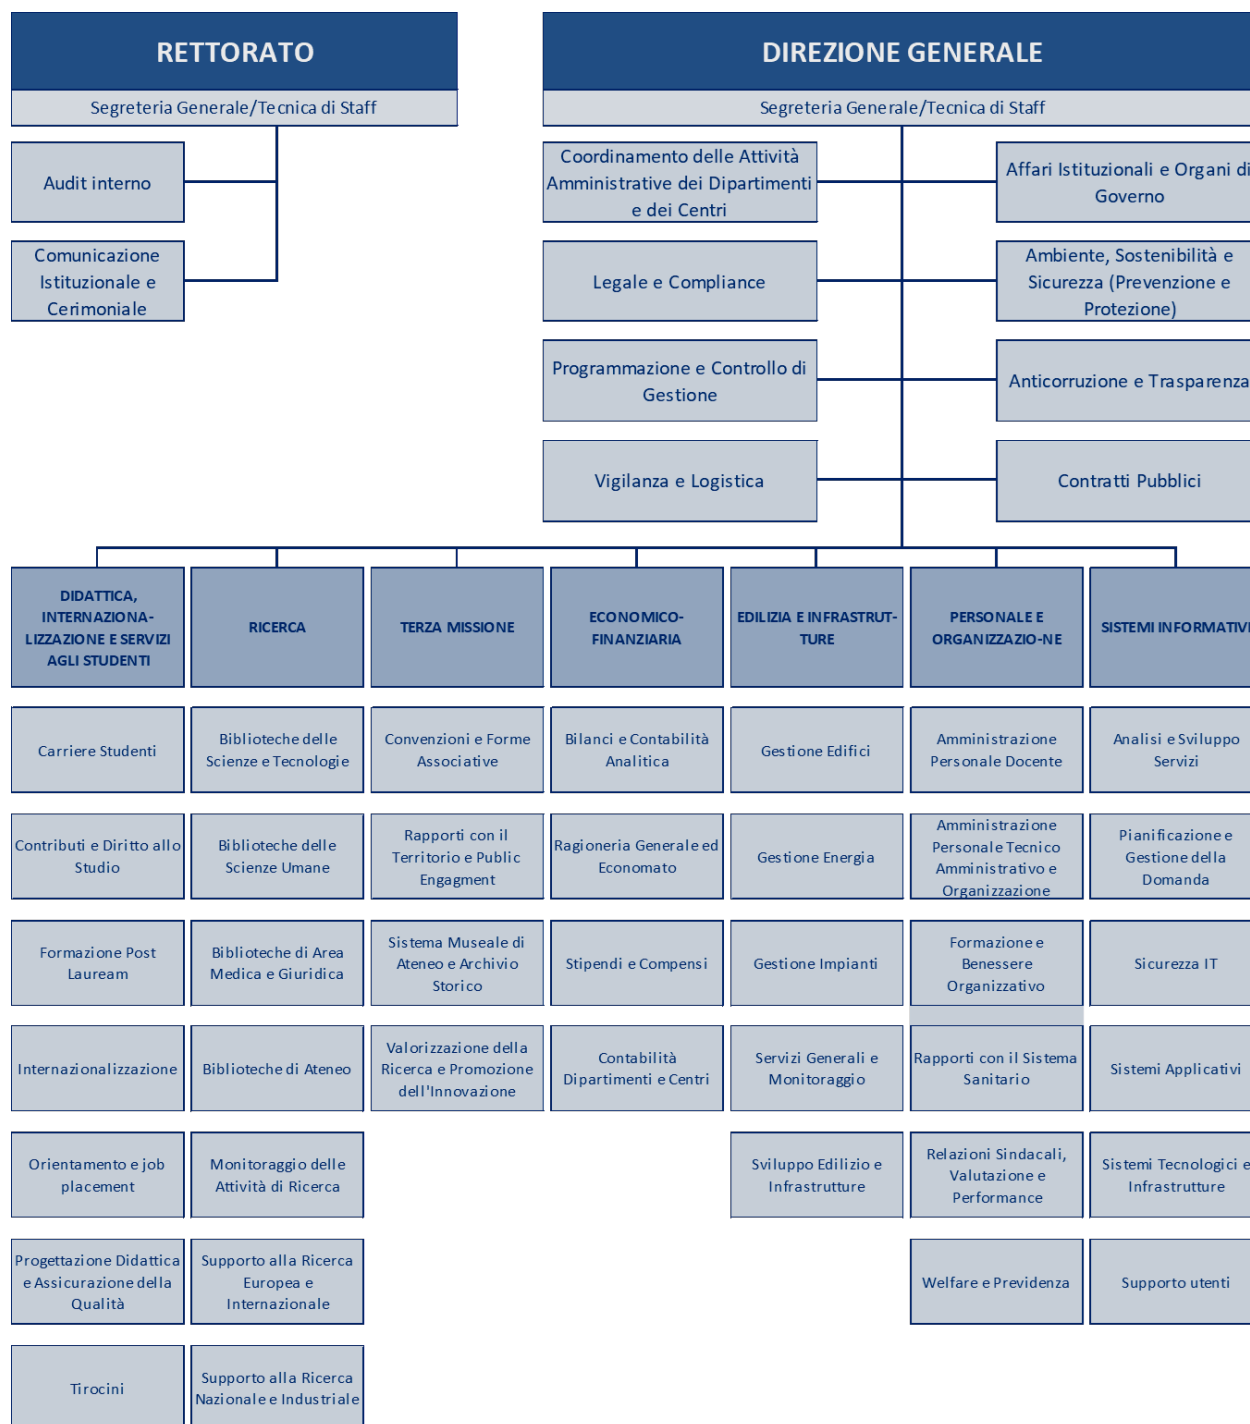 RETTORATO
Segreteria Generale/Tecnica di Staff
Audit interno
Comunicazione
Istituzionale e
Cerimoniale
DIREZIONE GENERALE
Segreteria Generale/Tecnica di Staff
Coordinamento delle Attività
Amministrative dei Dipartimenti
e dei Centri
Affari Istituzionali e Organi di
Governo
Legale e Compliance
Ambiente, Sostenibilità e
Sicurezza (Prevenzione e
Protezione)
Programmazione e Controllo di
Gestione
Anticorruzione e Trasparenza
Vigilanza e Logistica
Contratti Pubblici
DIDATTICA,
INTERNAZIONA-
LIZZAZIONE E SERVIZI
AGLI STUDENTI
Carriere Studenti
Contributi e Diritto allo
Studio
Formazione Post
Lauream
Internazionalizzazione
Orientamento e job
placement
Progettazione Didattica
e Assicurazione della
Qualità
Tirocini
RICERCA
Biblioteche delle
Scienze e Tecnologie
Biblioteche delle
Scienze Umane
Biblioteche di Area
Medica e Giuridica
Biblioteche di Ateneo
Monitoraggio delle
Attività di Ricerca
Supporto alla Ricerca
Europea e
Internazionale
Supporto alla Ricerca
Nazionale e Industriale
TERZA MISSIONE
Convenzioni e Forme
Associative
Rapporti con il
Territorio e Public
Engagment
Sistema Museale di
Ateneo e Archivio
Storico
Valorizzazione della
Ricerca e Promozione
dell'Innovazione
ECONOMICO-
FINANZIARIA
Bilanci e Contabilità
Analitica
Ragioneria Generale ed
Economato
Stipendi e Compensi
Contabilità
Dipartimenti e Centri
EDILIZIA E INFRASTRUT-
TURE
Gestione Edifici
Gestione Energia
Gestione Impianti
Servizi Generali e
Monitoraggio
Sviluppo Edilizio e
Infrastrutture
PERSONALE E
ORGANIZZAZIO-NE
Amministrazione
Personale Docente
Amministrazione
Personale Tecnico
Amministrativo e
Organizzazione
Formazione e
Benessere
Organizzativo
Rapporti con il Sistema
Sanitario
Relazioni Sindacali,
Valutazione e
Performance
Welfare e Previdenza
SISTEMI INFORMATIVI
Analisi e Sviluppo
Servizi
Pianificazione e
Gestione della
Domanda
Sicurezza IT
Sistemi Applicativi
Sistemi Tecnologici e
Infrastrutture
Supporto utenti